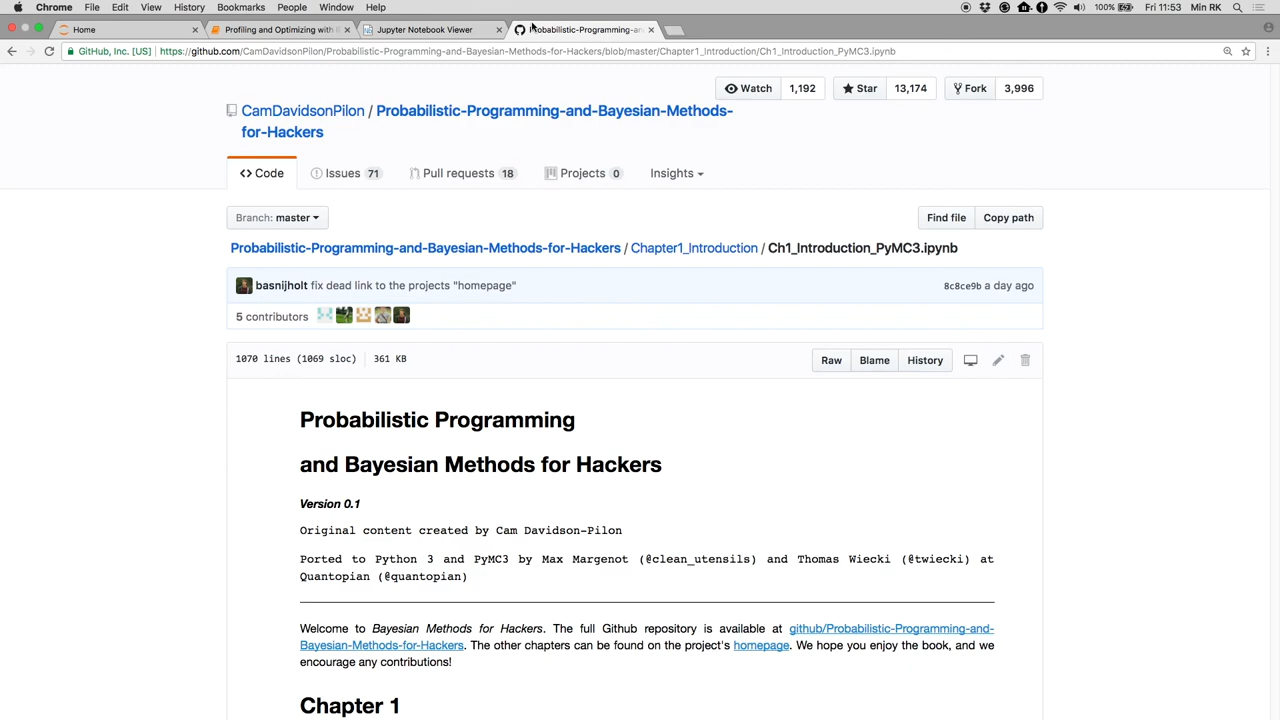 Chrome File Edit View History Bookmarks People Window Help 100% Fri 11:53 Min RK
Home Profiling and Optimizing with Jupyter Notebook Viewer Probabilistic-Programming-an
GitHub, Inc. [US] https://github.com/CamDavidsonPilon/Probabilistic-Programming-and-Bayesian-Methods-for-Hackers/blob/master/Chapter1_Introduction/Ch1_Introduction_PyMC3.ipynb
Watch 1,192 Star 13,174 Fork 3,996
CamDavidsonPilon / Probabilistic-Programming-and-Bayesian-Methods-
for-Hackers
Code Issues 71 Pull requests 18 Projects 0 Insights
Branch: master Find file Copy path
Probabilistic-Programming-and-Bayesian-Methods-for-Hackers / Chapter1_Introduction / Ch1_Introduction_PyMC3.ipynb
basnijholt fix dead link to the projects "homepage" 8c8ce9b a day ago
5 contributors
1070 lines (1069 sloc) 361 KB Raw Blame History
Probabilistic Programming
and Bayesian Methods for Hackers
Version 0.1
Original content created by Cam Davidson-Pilon
Ported to Python 3 and PyMC3 by Max Margenot (@clean_utensils) and Thomas Wiecki (@twiecki) at
Quantopian (@quantopian)
Welcome to Bayesian Methods for Hackers. The full Github repository is available at github/Probabilistic-Programming-and-
Bayesian-Methods-for-Hackers. The other chapters can be found on the project's homepage. We hope you enjoy the book, and we
encourage any contributions!
Chapter 1